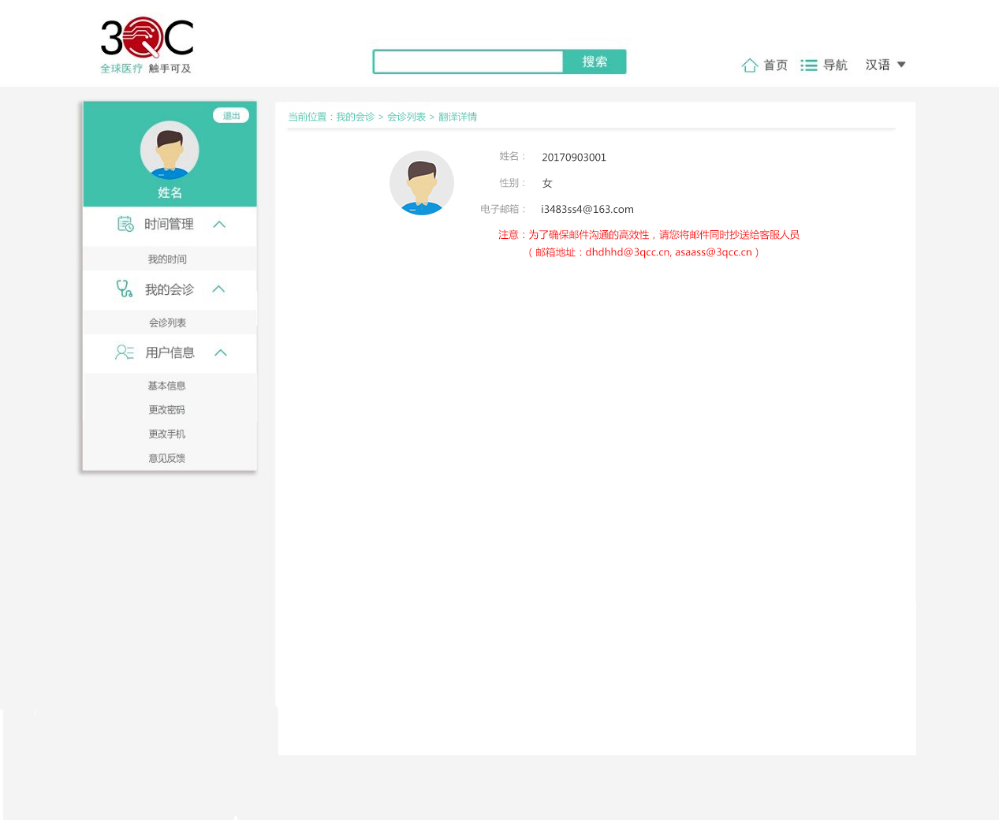 3QC
全球医疗 触手可及
搜索
首页 导航 汉语
退出
姓名
时间管理
我的时间
我的会诊
会诊列表
用户信息
基本信息
更改密码
更改手机
意见反馈
当前位置：我的会诊 > 会诊列表 > 翻译详情
姓名： 20170903001
性别： 女
电子邮箱： i3483ss4@163.com
注意：为了确保邮件沟通的高效性，请您将邮件同时抄送给客服人员
（ 邮箱地址：dhdhhd@3qcc.cn, asaass@3qcc.cn ）